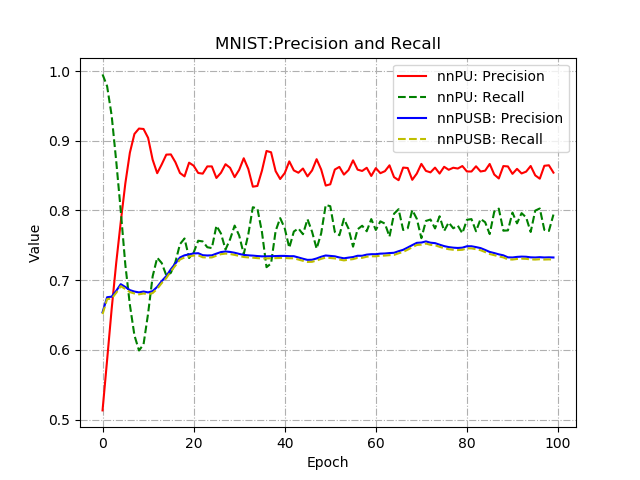 MNIST:Precision and Recall
nnPU: Precision
nnPU: Recall
nnPUSB: Precision
nnPUSB: Recall
Value
1.0
0.9
0.8
0.7
0.6
0.5
0
20
40
60
80
100
Epoch